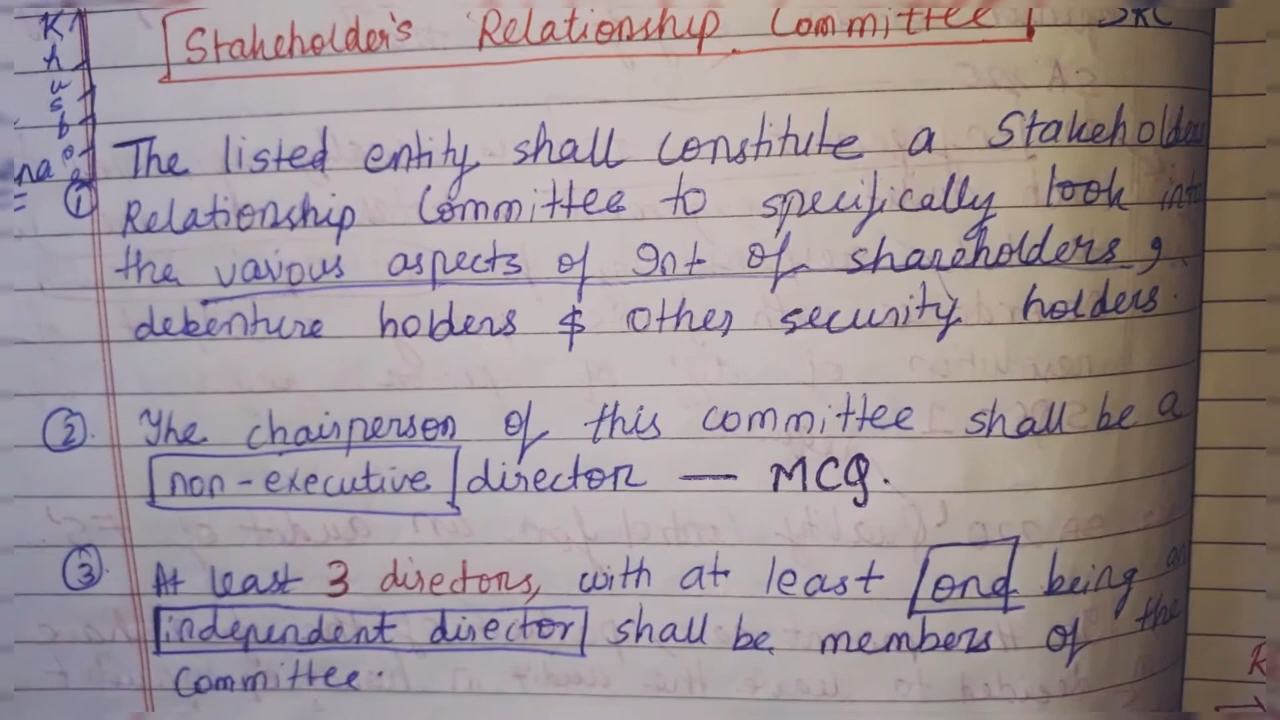 Stakeholder's Relationship Committee SRC
The listed entity shall constitute a Stakeholder
① Relationship Committee to specifically look into
the various aspects of Int of shareholders,
debenture holders & other security holders.
②. The chairperson of this committee shall be a
non-executive director — MCQ.
③. At least 3 directors, with at least one being an
independent director shall be members of the
Committee.